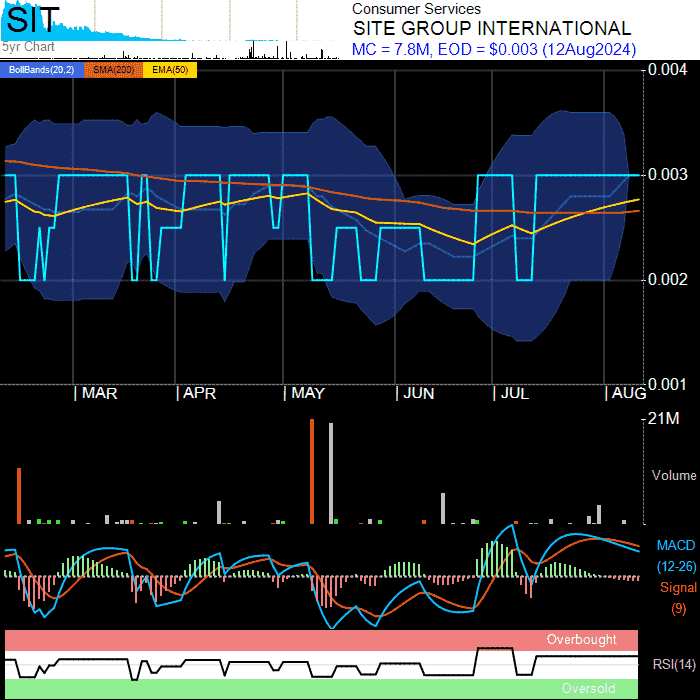 SIT
5yr Chart
Consumer Services
SITE GROUP INTERNATIONAL
MC = 7.8M, EOD = $0.003 (12Aug2024)
BollBands(20,2) SMA(200) EMA(50)
0.004
0.003
0.002
0.001
| MAR | APR | MAY | JUN | JUL | AUG
21M
Volume
MACD
(12-26)
Signal
(9)
Overbought
RSI(14)
Oversold